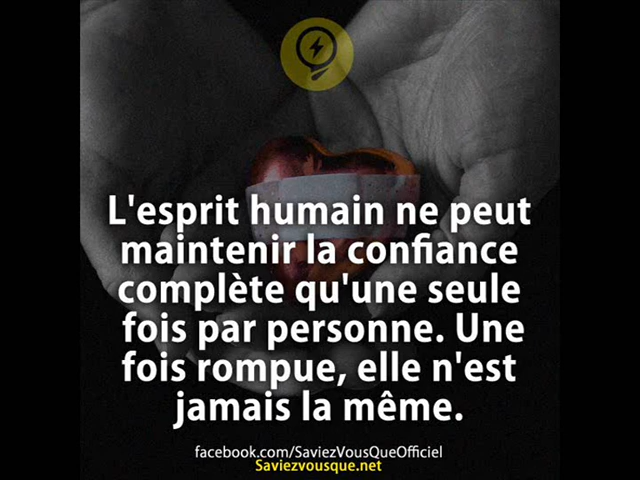 L'esprit humain ne peut
maintenir la confiance
complète qu'une seule
fois par personne. Une
fois rompue, elle n'est
jamais la même.
facebook.com/SaviezVousQueOfficiel
Saviezvousque.net